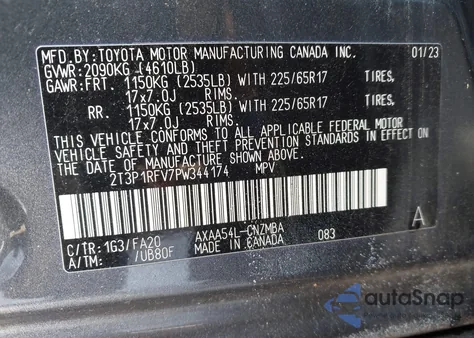 MFD.BY: TOYOTA MOTOR MANUFACTURING CANADA INC. 01/23
GVWR: 2090KG (4610LB)
GAWR: FRT. 1150KG (2535LB) WITH 225/65R17 TIRES,
17x7.0J RIMS.
RR. 1150KG (2535LB) WITH 225/65R17 TIRES,
17x7.0J RIMS.
THIS VEHICLE CONFORMS TO ALL APPLICABLE FEDERAL MOTOR
VEHICLE SAFETY AND THEFT PREVENTION STANDARDS IN EFFECT ON
THE DATE OF MANUFACTURE SHOWN ABOVE.
2T3P1RFV7PW344174 MPV
C/TR: 1G3/FA20 AXAA54L-CNZMBA A
A/TM: /UB80F MADE IN CANADA 083
autoSnap